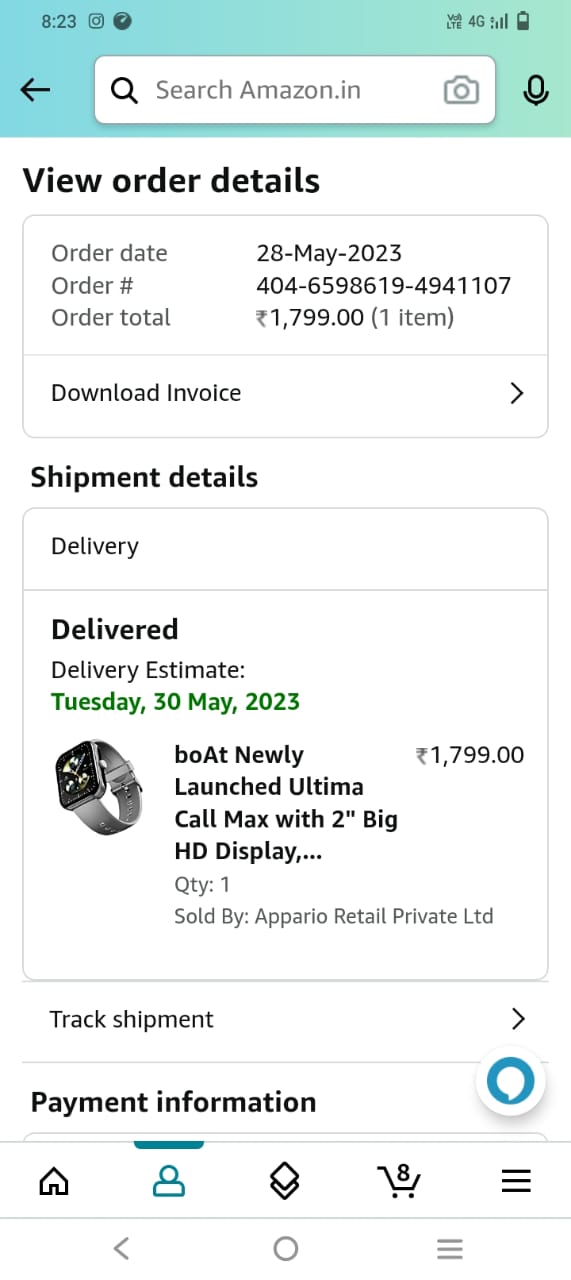 8:23
Vo) LTE 4G
Search Amazon.in
View order details
Order date 28-May-2023
Order # 404-6598619-4941107
Order total ₹1,799.00 (1 item)
Download Invoice
Shipment details
Delivery
Delivered
Delivery Estimate:
Tuesday, 30 May, 2023
boAt Newly ₹1,799.00
Launched Ultima
Call Max with 2" Big
HD Display,...
Qty: 1
Sold By: Appario Retail Private Ltd
Track shipment
Payment information
8